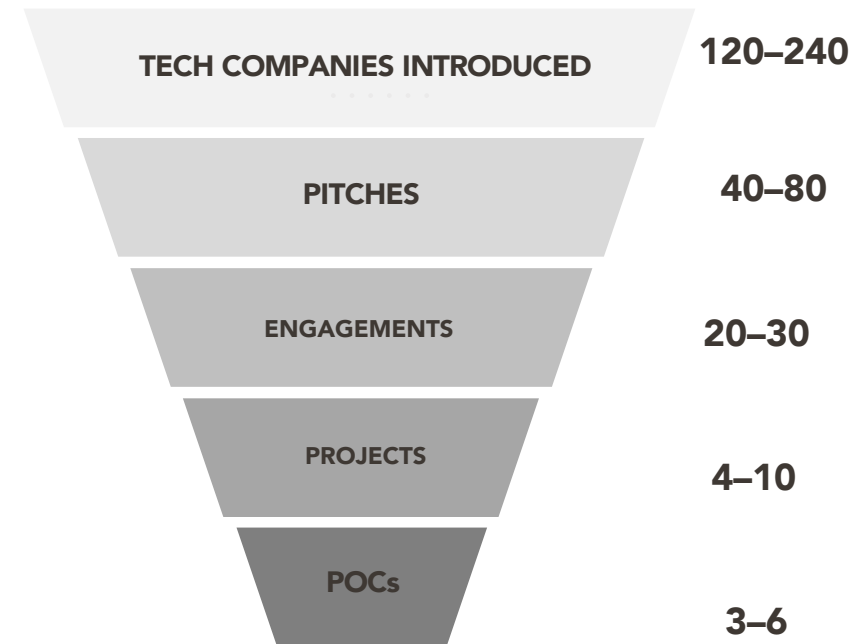 TECH COMPANIES INTRODUCED 120–240
PITCHES 40–80
ENGAGEMENTS 20–30
PROJECTS 4–10
POCs 3–6